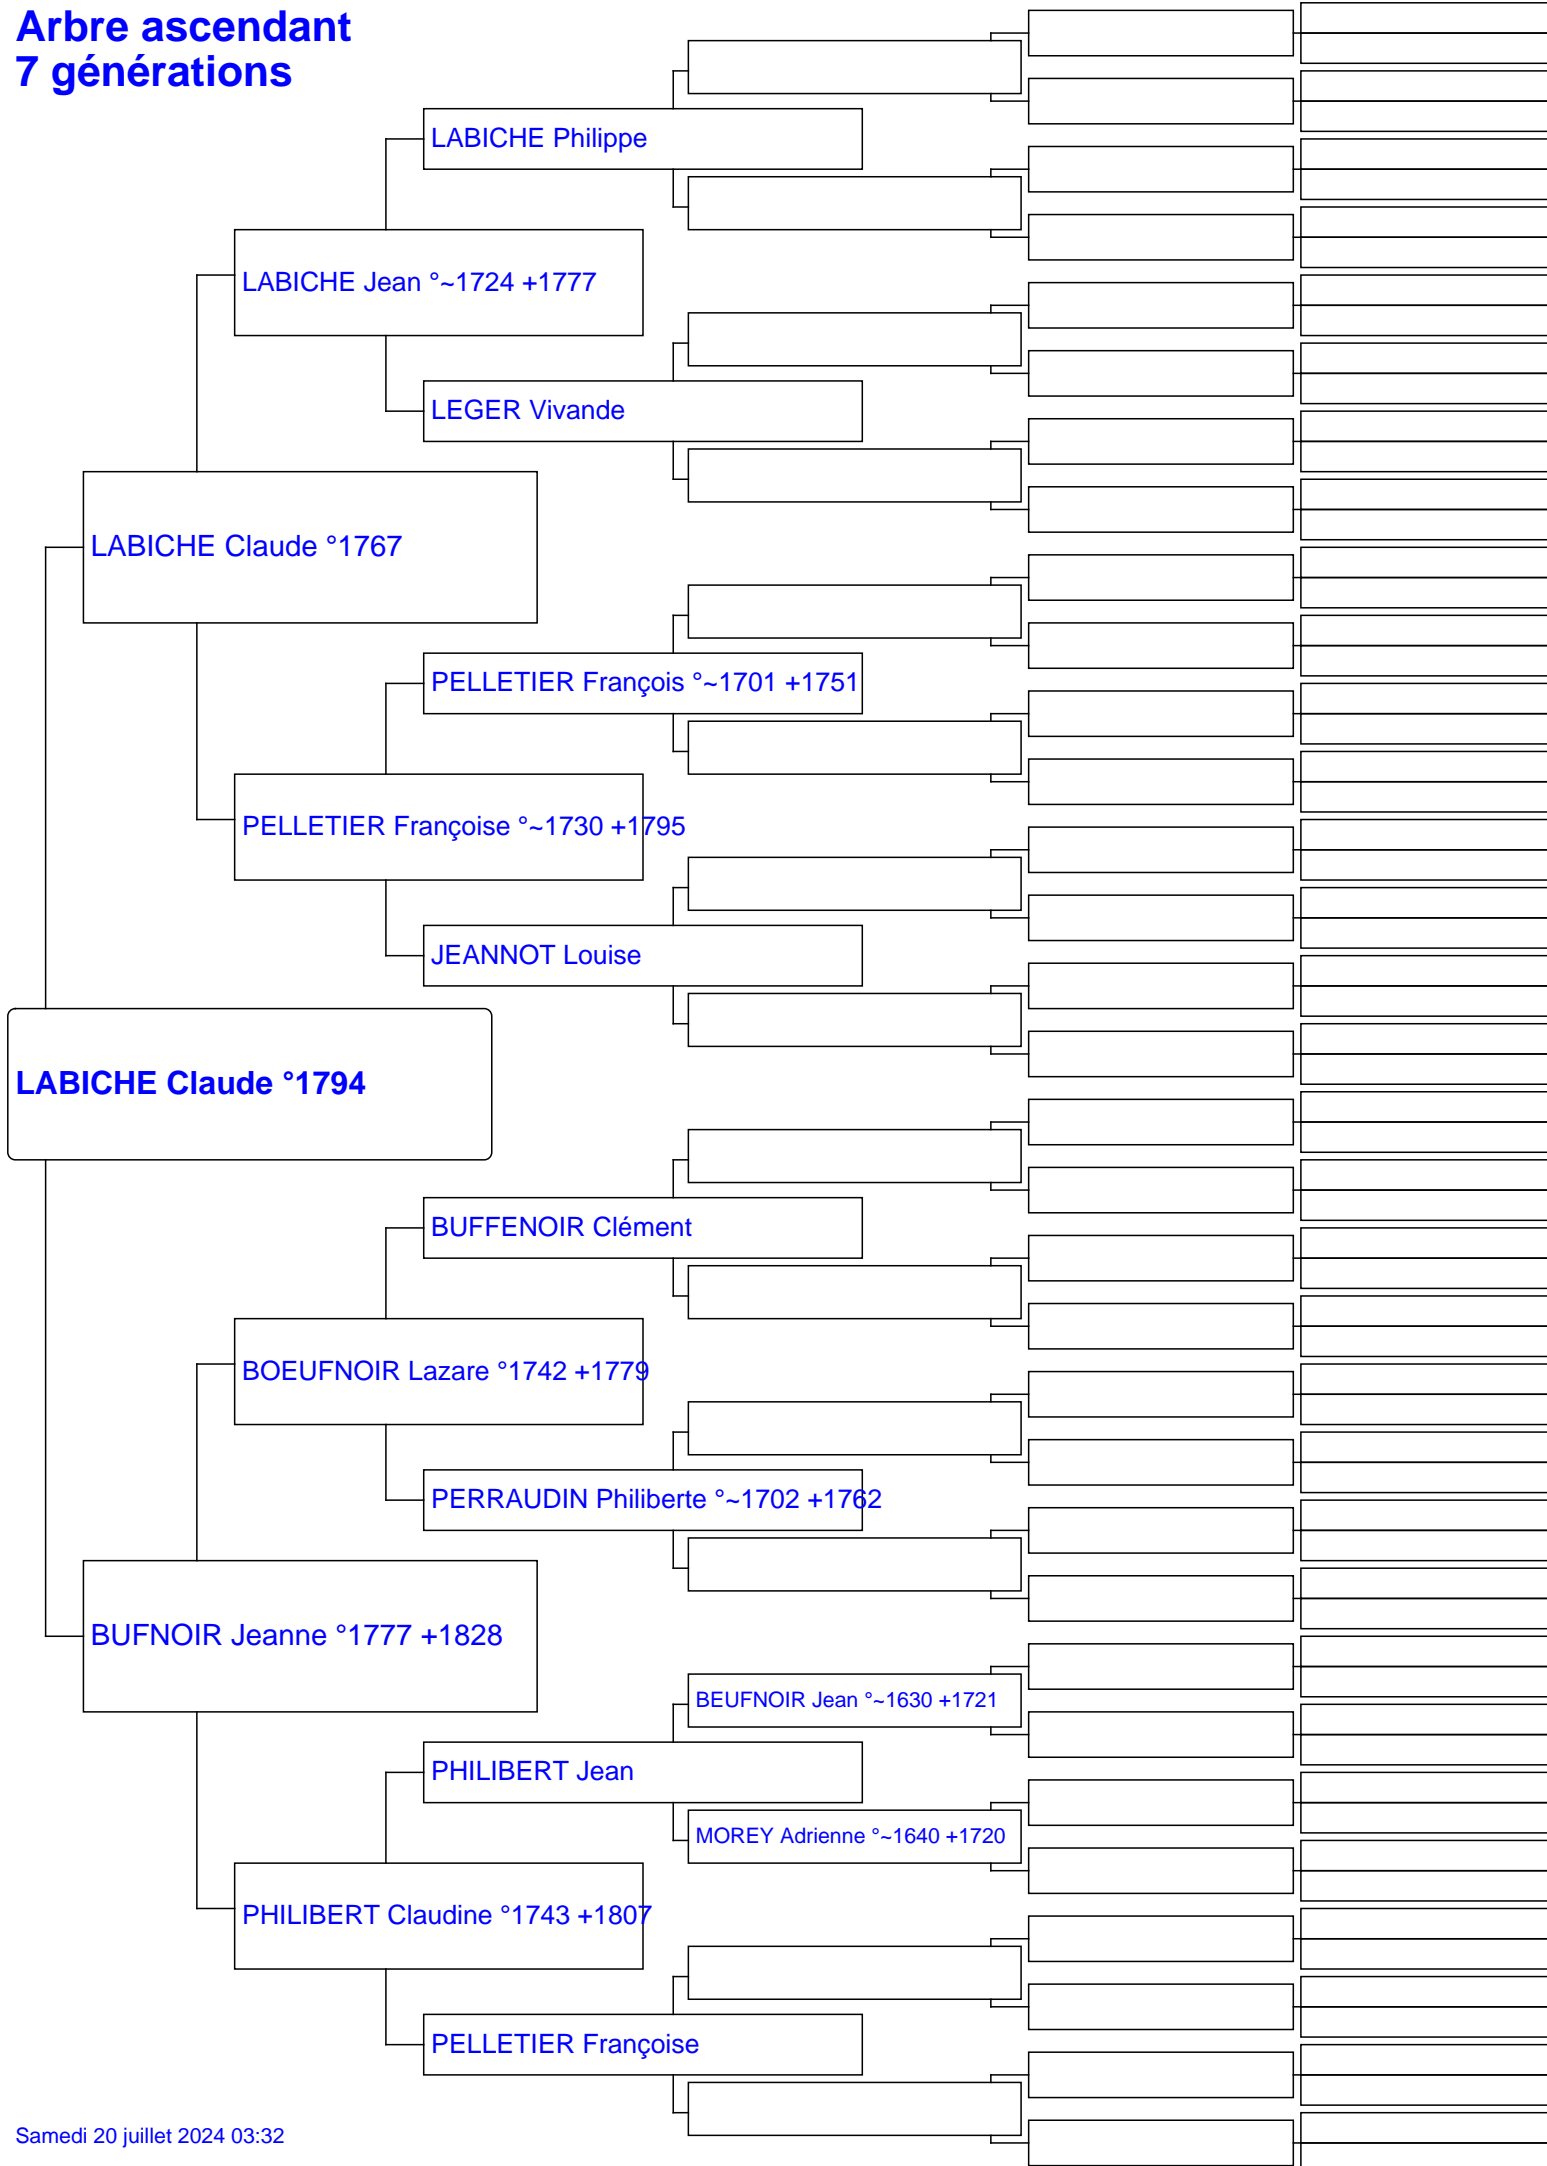 Arbre ascendant
7 générations
LABICHE Philippe
LABICHE Jean °~1724 +1777
LEGER Vivande
LABICHE Claude °1767
PELLETIER François °~1701 +1751
PELLETIER Françoise °~1730 +1795
JEANNOT Louise
LABICHE Claude °1794
BUFFENOIR Clément
BOEUFNOIR Lazare °1742 +1779
PERRAUDIN Philiberte °~1702 +1762
BUFNOIR Jeanne °1777 +1828
BEUFNOIR Jean °~1630 +1721
PHILIBERT Jean
MOREY Adrienne °~1640 +1720
PHILIBERT Claudine °1743 +1807
PELLETIER Françoise
Samedi 20 juillet 2024 03:32